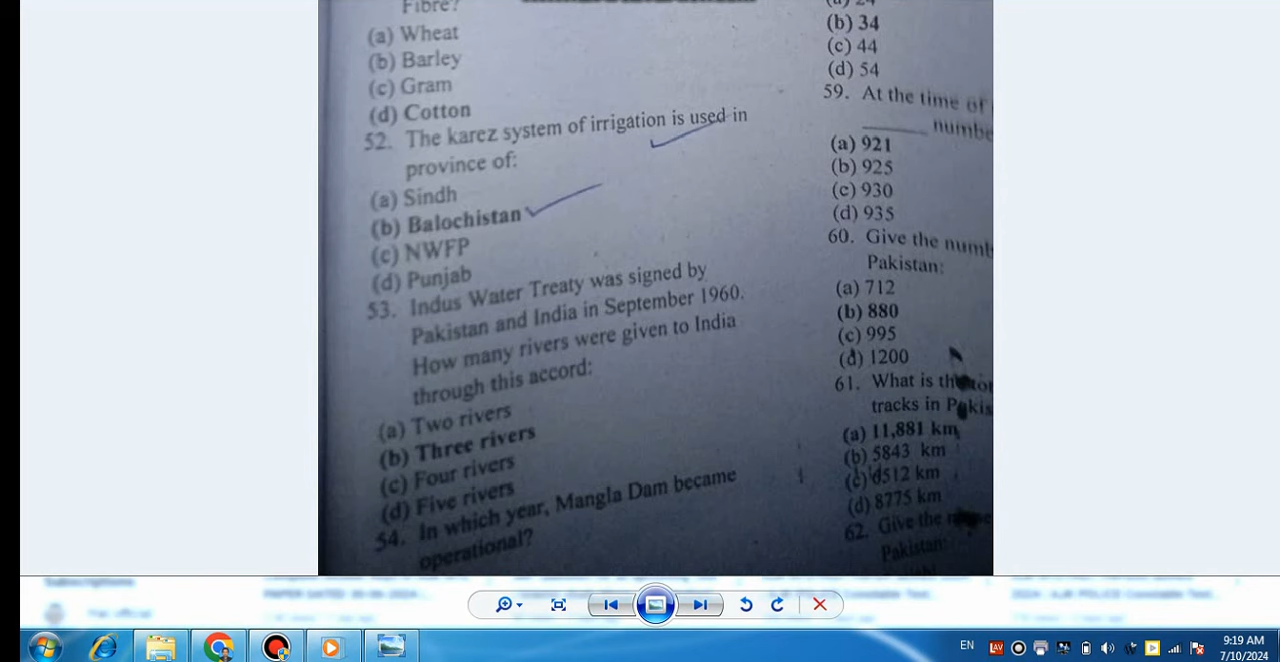 Fibre?
(a) Wheat
(b) Barley
(c) Gram
(d) Cotton
52. The karez system of irrigation is used in
province of:
(a) Sindh
(b) Balochistan
(c) NWFP
(d) Punjab
53. Indus Water Treaty was signed by
Pakistan and India in September 1960.
How many rivers were given to India
through this accord:
(a) Two rivers
(b) Three rivers
(c) Four rivers
(d) Five rivers
54. In which year, Mangla Dam became
operational?
(b) 34
(c) 44
(d) 54
59. At the time of
numbe
(a) 921
(b) 925
(c) 930
(d) 935
60. Give the numb
Pakistan:
(a) 712
(b) 880
(c) 995
(d) 1200
61. What is the
tracks in Pakis
(a) 11,881 km
(b) 5843 km
(c) 512 km
(d) 8775 km
62. Give the
Pakistan:
EN
9:19 AM
7/10/2024